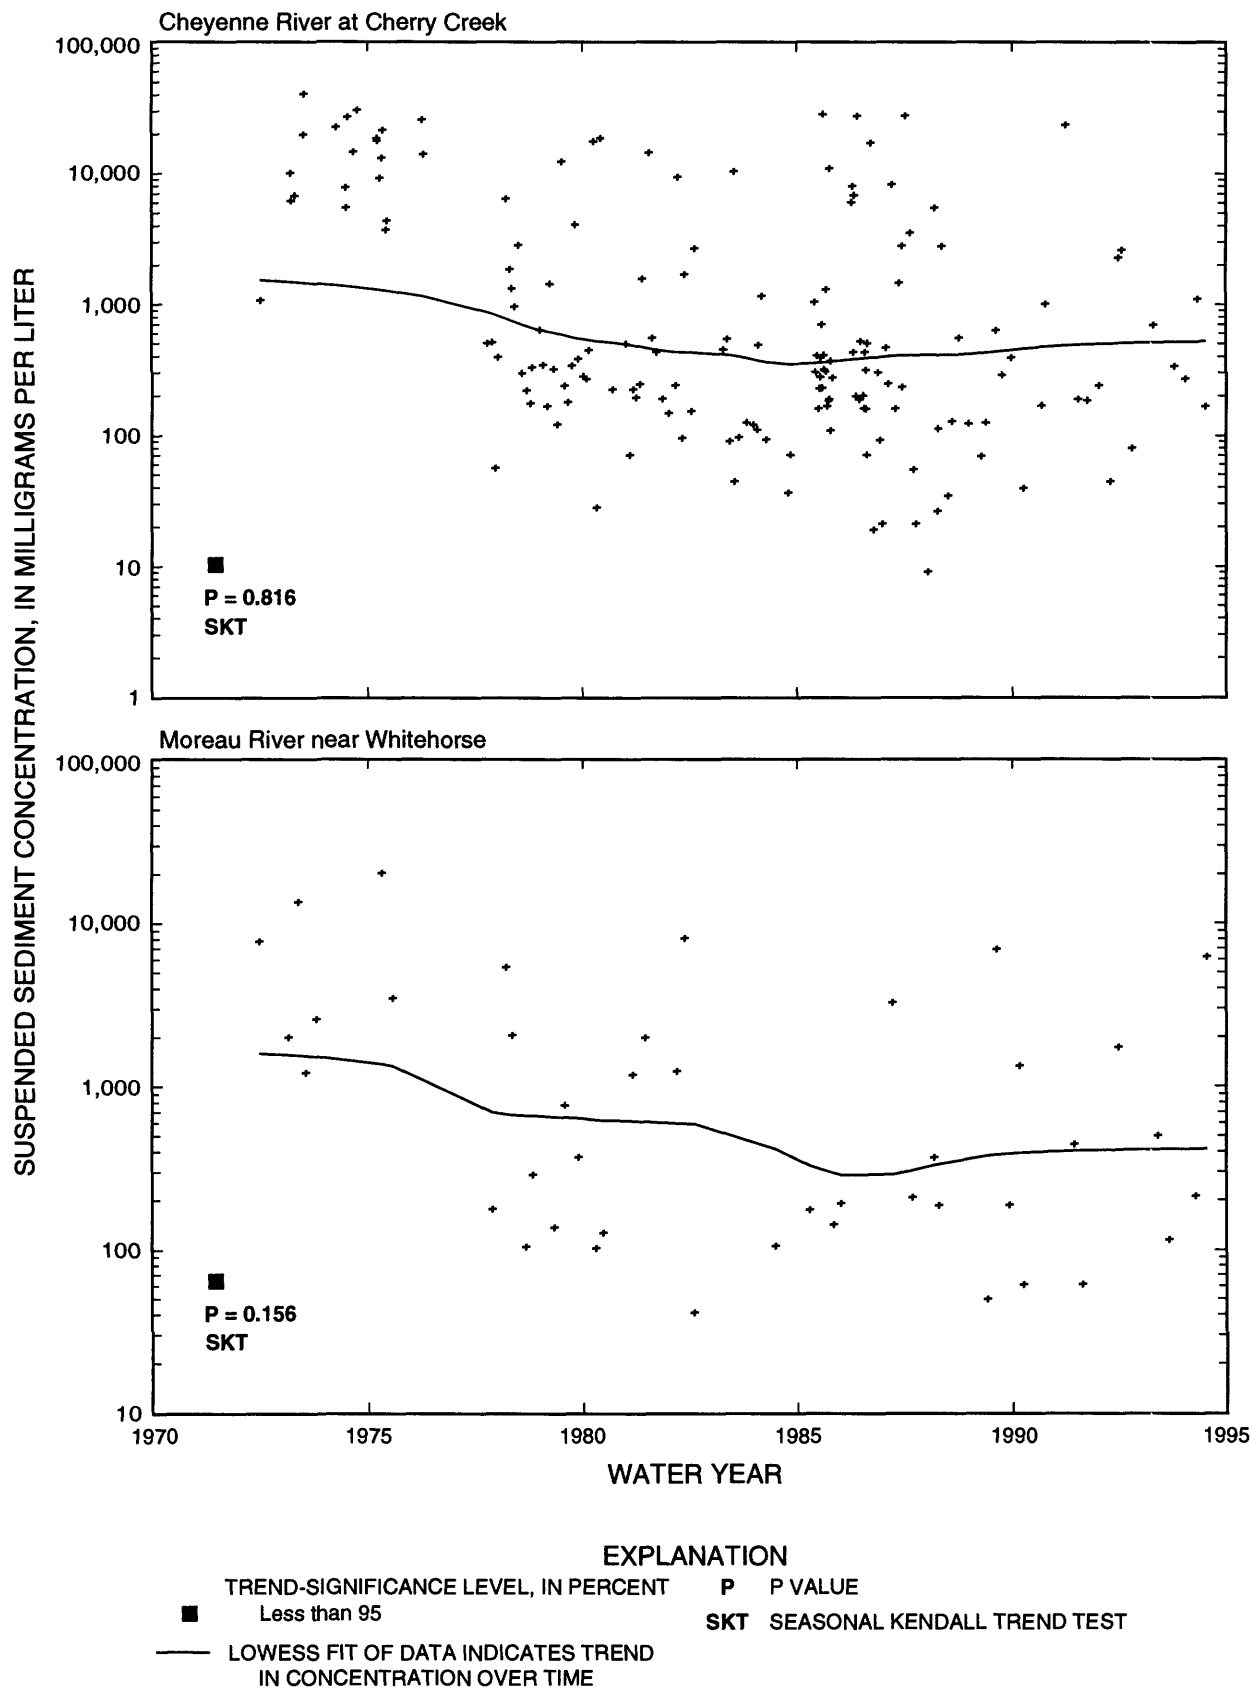 Cheyenne River at Cherry Creek
100,000
10,000
1,000
100
10
1
P = 0.816
SKT
SUSPENDED SEDIMENT CONCENTRATION, IN MILLIGRAMS PER LITER
Moreau River near Whitehorse
100,000
10,000
1,000
100
10
P = 0.156
SKT
1970 1975 1980 1985 1990 1995
WATER YEAR
EXPLANATION
TREND-SIGNIFICANCE LEVEL, IN PERCENT
Less than 95
LOWESS FIT OF DATA INDICATES TREND
IN CONCENTRATION OVER TIME
P P VALUE
SKT SEASONAL KENDALL TREND TEST